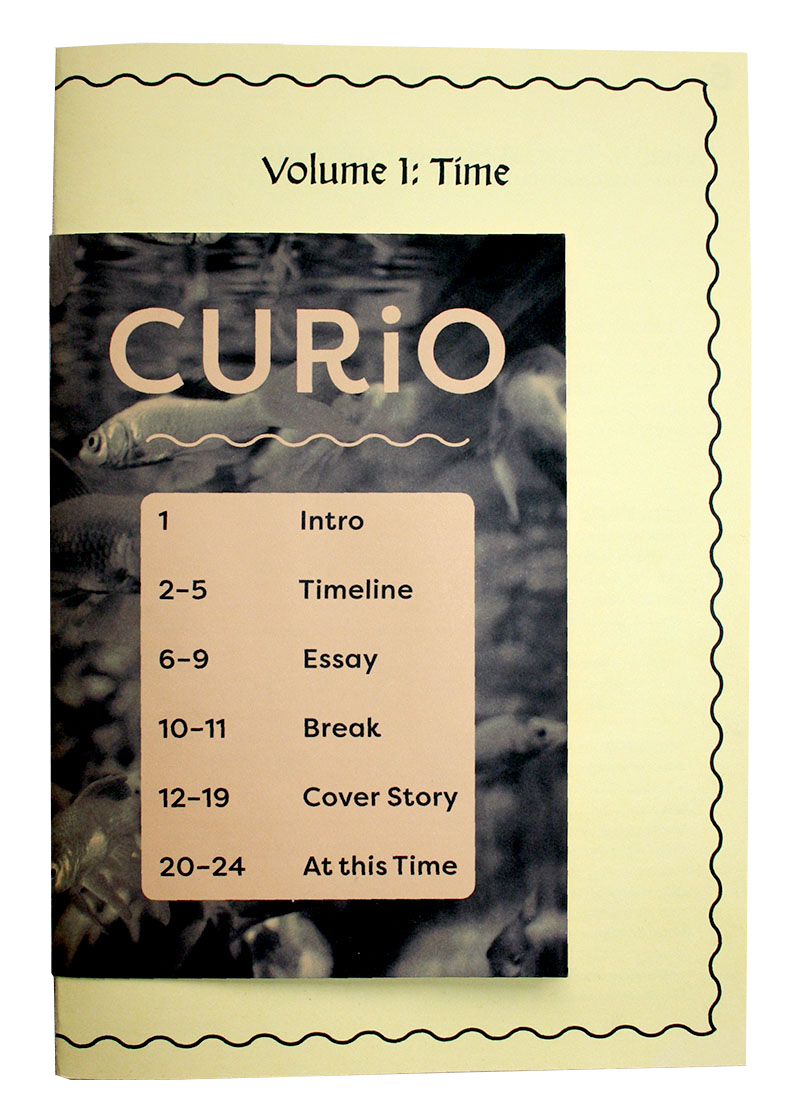 Volume 1: Time
CURiO
1 Intro
2–5 Timeline
6–9 Essay
10–11 Break
12–19 Cover Story
20–24 At this Time